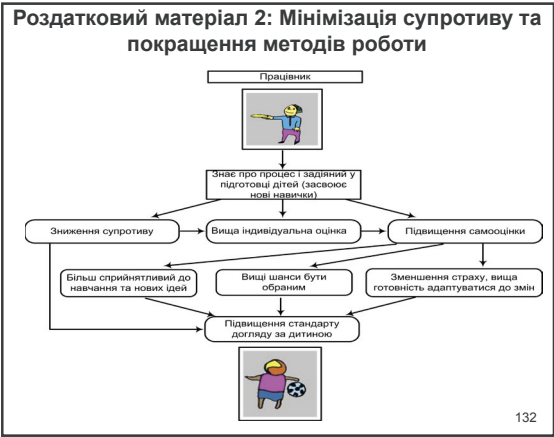 Роздатковий матеріал 2: Мінімізація супротиву та
покращення методів роботи
Працівник
Знає про процес і задіяний у
підготовці дітей (засвоює
нові навички)
Зниження супротиву
Вища індивідуальна оцінка
Підвищення самооцінки
Більш сприйнятливий до
навчання та нових ідей
Вищі шанси бути
обраним
Зменшення страху, вища
готовність адаптуватися до змін
Підвищення стандарту
догляду за дитиною
132